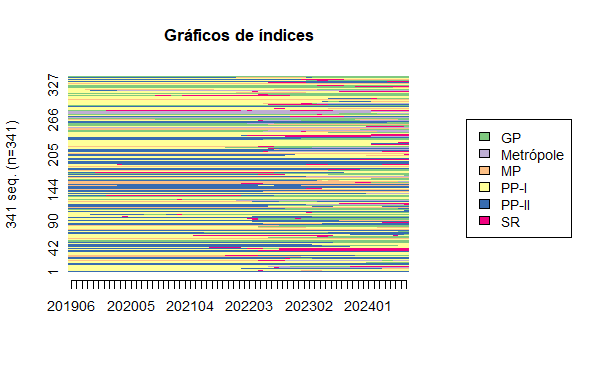 Gráficos de índices
341 seq. (n=341)
327
266
205
144
90
42
1
201906 202005 202104 202203 202302 202401
GP
Metrópole
MP
PP-I
PP-II
SR